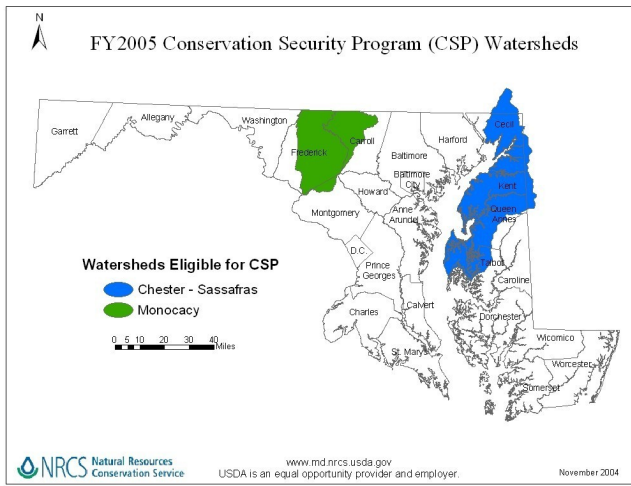 N
FY2005 Conservation Security Program (CSP) Watersheds
Garrett
Allegany
Washington
Frederick
Carroll
Baltimore
Baltimore
City
Harford
Cecil
Kent
Queen
Annes
Howard
Montgomery
Anne
Arundel
D.C.
Prince
Georges
Talbot
Caroline
Charles
Calvert
Dorchester
St. Mary's
Wicomico
Worcester
Somerset
Watersheds Eligible for CSP
Chester - Sassafras
Monocacy
0 5 10 20 30 40
Miles
NRCS Natural Resources
Conservation Service
www.md.nrcs.usda.gov
USDA is an equal opportunity provider and employer.
November 2004